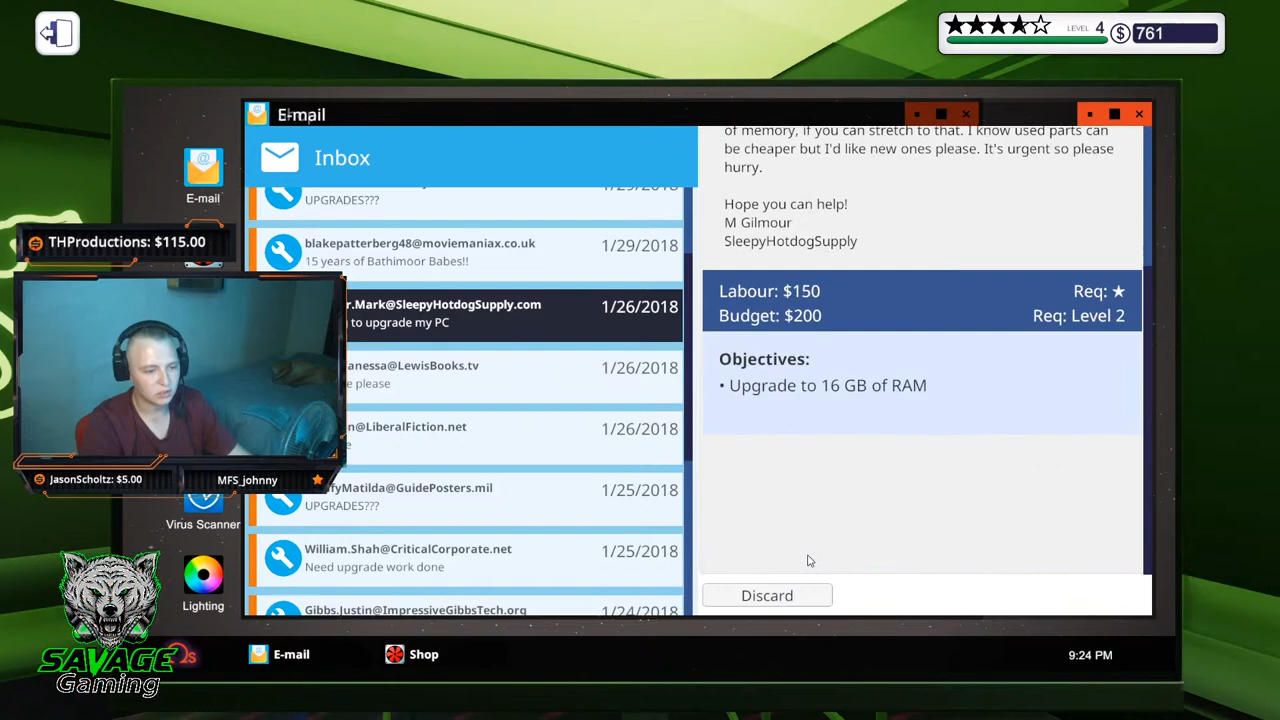 LEVEL 4 $ 761
E-mail
Inbox
of memory, if you can stretch to that. I know used parts can
be cheaper but I'd like new ones please. It's urgent so please
hurry.
Hope you can help!
M Gilmour
SleepyHotdogSupply
Labour: $150
Req: ★
Budget: $200
Req: Level 2
Objectives:
• Upgrade to 16 GB of RAM
Discard
UPGRADES???
blakepatterberg48@moviemaniax.co.uk
1/29/2018
15 years of Bathimoor Babes!!
r.Mark@SleepyHotdogSupply.com
1/26/2018
to upgrade my PC
anessa@LewisBooks.tv
1/26/2018
please
n@LiberalFiction.net
1/26/2018
fyMatilda@GuidePosters.mil
1/25/2018
UPGRADES???
William.Shah@CriticalCorporate.net
1/25/2018
Need upgrade work done
Gibbs.Justin@ImpressiveGibbsTech.org
1/24/2018
E-mail
Virus Scanner
Lighting
THProductions: $115.00
JasonScholtz: $5.00
MFS_johnny
SAVAGE
Gaming
E-mail
Shop
9:24 PM